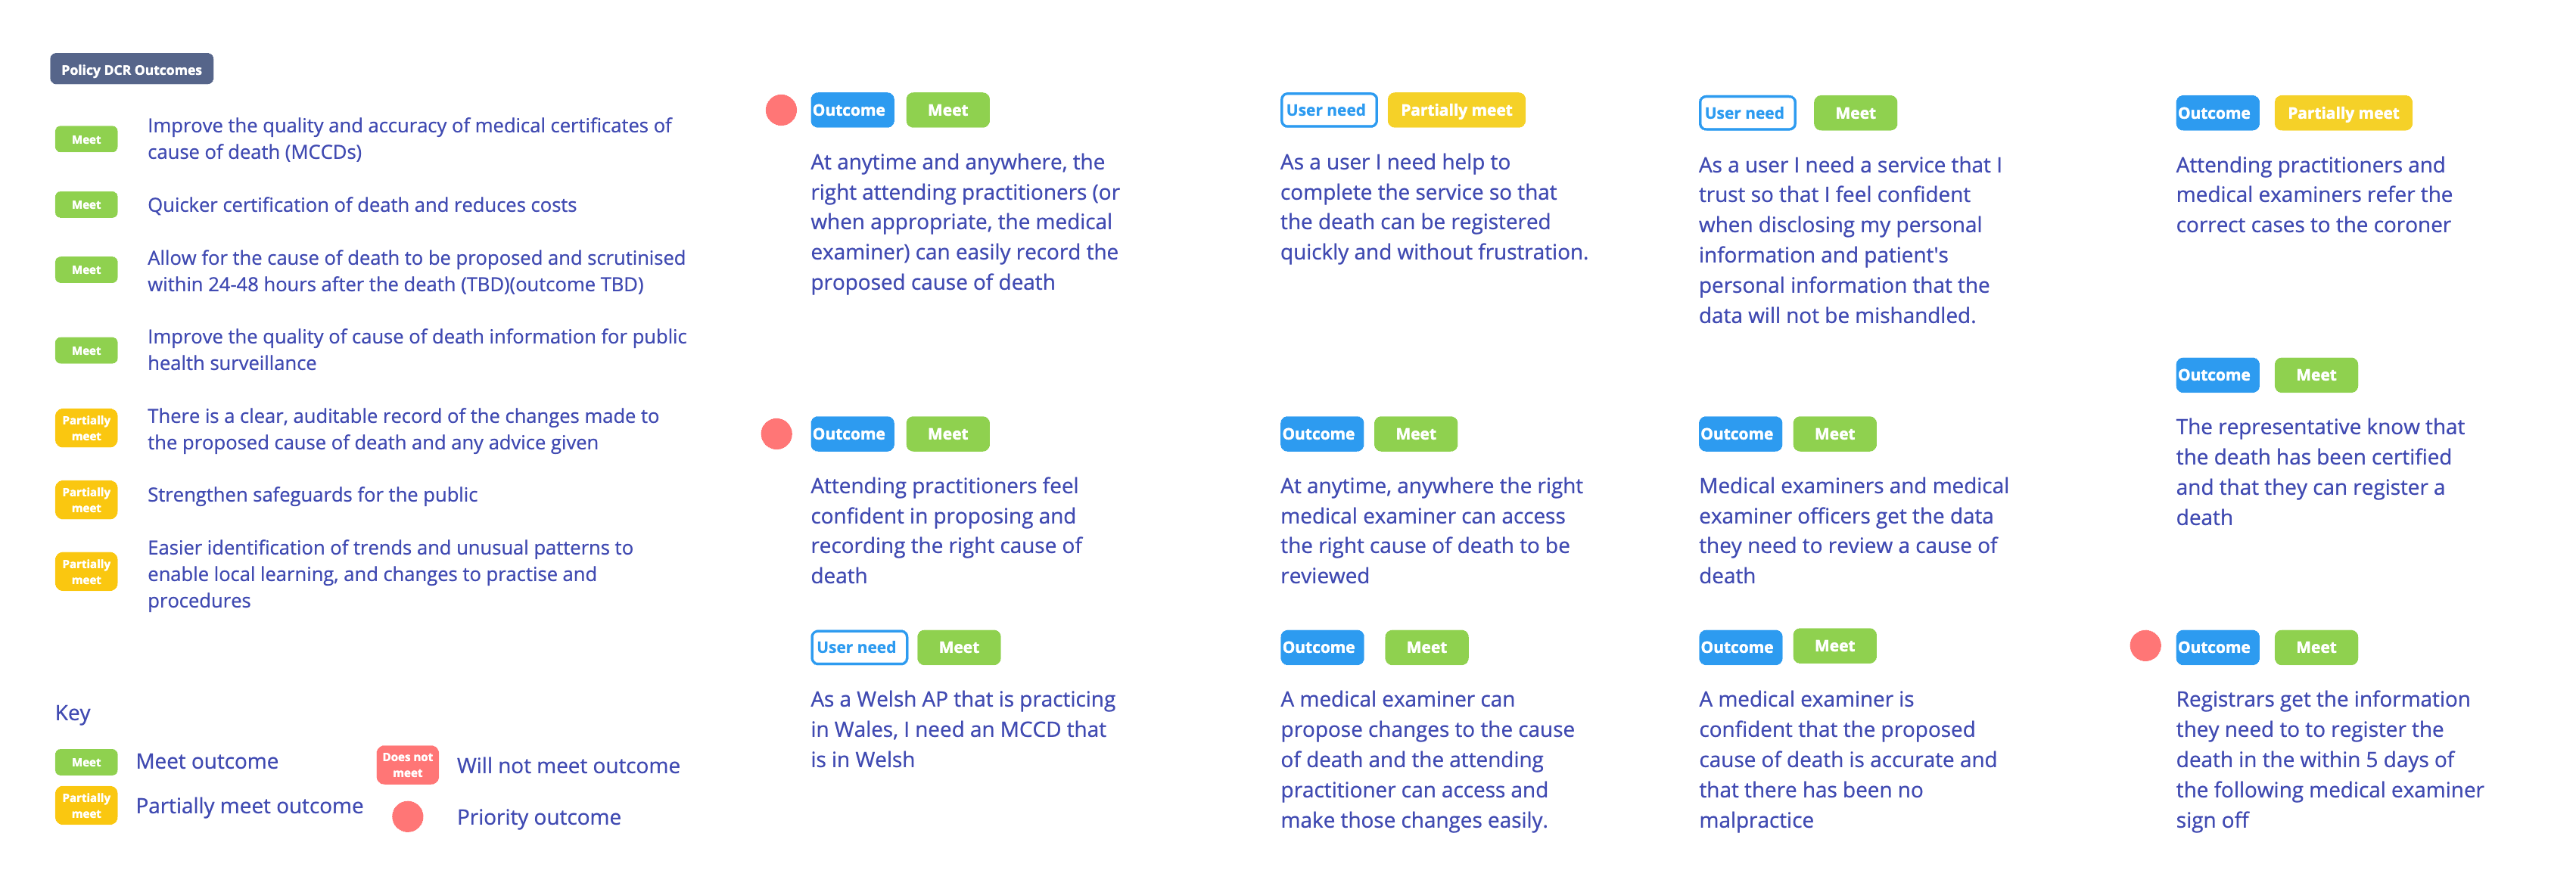 Policy DCR Outcomes
Meet
Improve the quality and accuracy of medical certificates of
cause of death (MCCDs)
Meet
Quicker certification of death and reduces costs
Meet
Allow for the cause of death to be proposed and scrutinised
within 24-48 hours after the death (TBD)(outcome TBD)
Meet
Improve the quality of cause of death information for public
health surveillance
Partially
meet
There is a clear, auditable record of the changes made to
the proposed cause of death and any advice given
Partially
meet
Strengthen safeguards for the public
Partially
meet
Easier identification of trends and unusual patterns to
enable local learning, and changes to practise and
procedures
Key
Meet
Meet outcome
Partially
meet
Partially meet outcome
Does not
meet
Will not meet outcome
Priority outcome
Outcome
Meet
At anytime and anywhere, the
right attending practitioners (or
when appropriate, the medical
examiner) can easily record the
proposed cause of death
Outcome
Meet
Attending practitioners feel
confident in proposing and
recording the right cause of
death
User need
Meet
As a Welsh AP that is practicing
in Wales, I need an MCCD that
is in Welsh
User need
Partially meet
As a user I need help to
complete the service so that
the death can be registered
quickly and without frustration.
Outcome
Meet
At anytime, anywhere the right
medical examiner can access
the right cause of death to be
reviewed
Outcome
Meet
A medical examiner can
propose changes to the cause
of death and the attending
practitioner can access and
make those changes easily.
User need
Meet
As a user I need a service that I
trust so that I feel confident
when disclosing my personal
information and patient's
personal information that the
data will not be mishandled.
Outcome
Meet
Medical examiners and medical
examiner officers get the data
they need to review a cause of
death
Outcome
Meet
A medical examiner is
confident that the proposed
cause of death is accurate and
that there has been no
malpractice
Outcome
Partially meet
Attending practitioners and
medical examiners refer the
correct cases to the coroner
Outcome
Meet
The representative know that
the death has been certified
and that they can register a
death
Outcome
Meet
Registrars get the information
they need to to register the
death in the within 5 days of
the following medical examiner
sign off